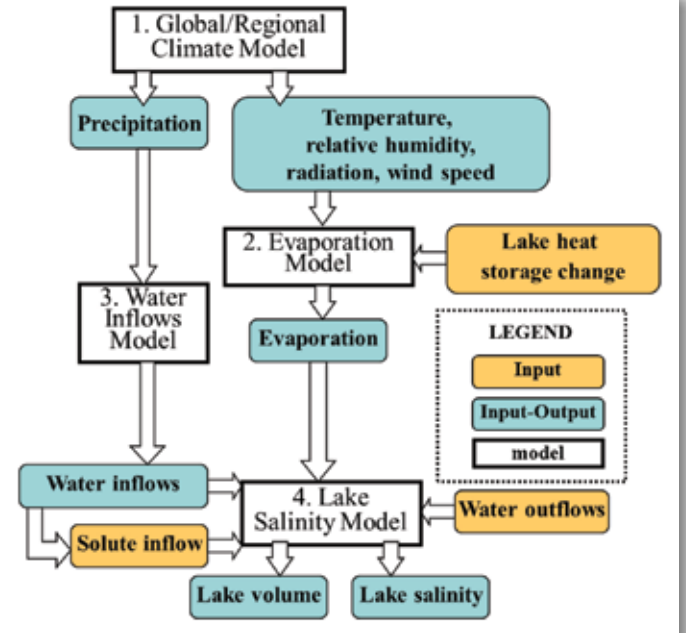 1. Global/Regional
Climate Model
Precipitation
Temperature,
relative humidity,
radiation, wind speed
2. Evaporation
Model
Lake heat
storage change
3. Water
Inflows
Model
Evaporation
LEGEND
Input
Input-Output
model
Water inflows
4. Lake
Salinity Model
Water outflows
Solute inflow
Lake volume
Lake salinity